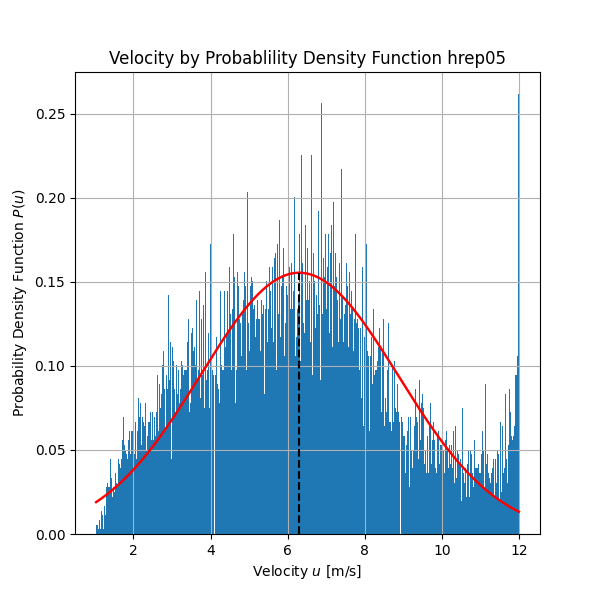 Velocity by Probablility Density Function hrep05
Probability Density Function P(u)
0.25
0.20
0.15
0.10
0.05
0.00
2 4 6 8 10 12
Velocity u [m/s]